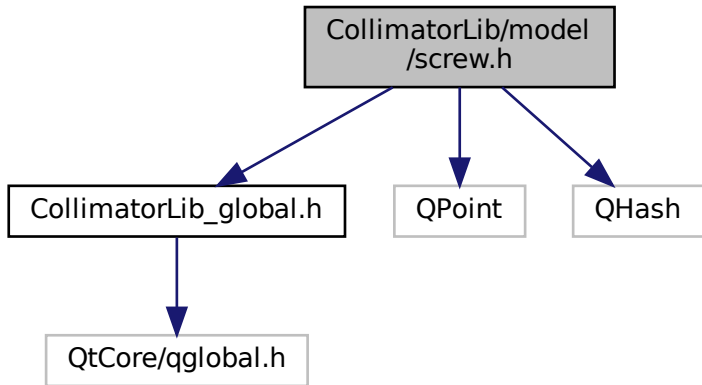 CollimatorLib/model
/screw.h
CollimatorLib_global.h
QPoint
QHash
QtCore/qglobal.h